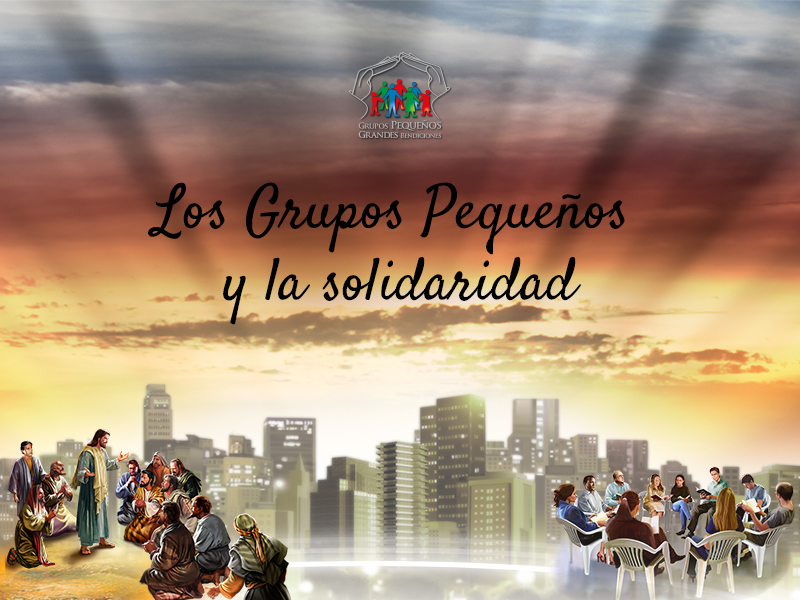 GRUPOS PEQUEÑOS
GRANDES BENDICIONES
Los Grupos Pequeños
y la solidaridad